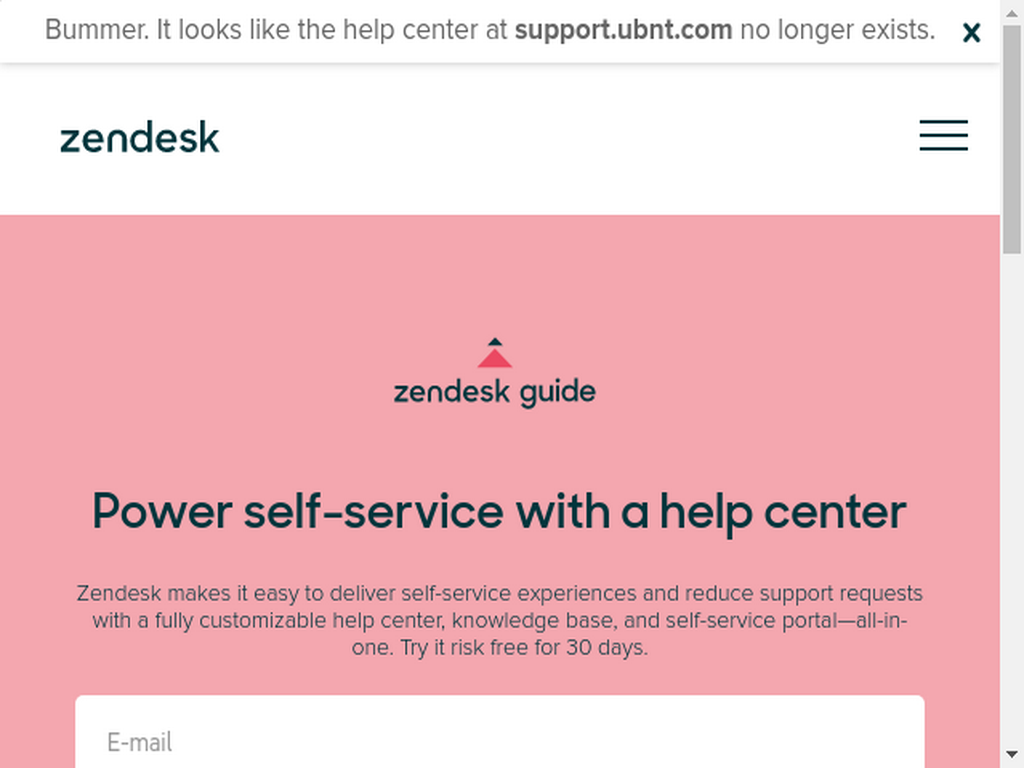 Bummer. It looks like the help center at support.ubnt.com no longer exists.
zendesk
zendesk guide
Power self-service with a help center
Zendesk makes it easy to deliver self-service experiences and reduce support requests
with a fully customizable help center, knowledge base, and self-service portal—all-in-
one. Try it risk free for 30 days.
E-mail